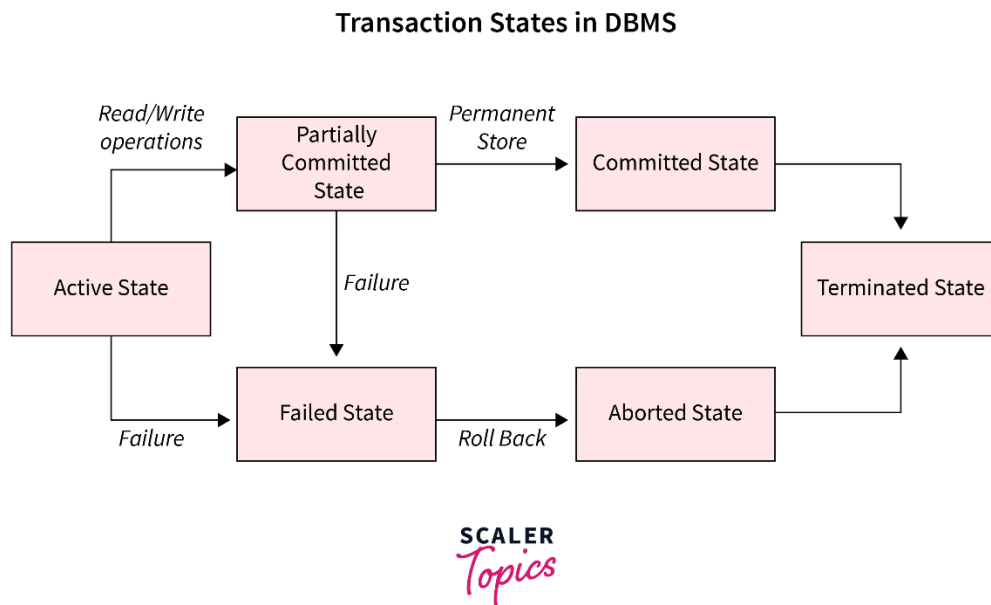 Transaction States in DBMS
Read/Write
operations
Partially
Committed
State
Permanent
Store
Committed State
Active State
Failure
Terminated State
Failure
Failed State
Roll Back
Aborted State
SCALER
Topics